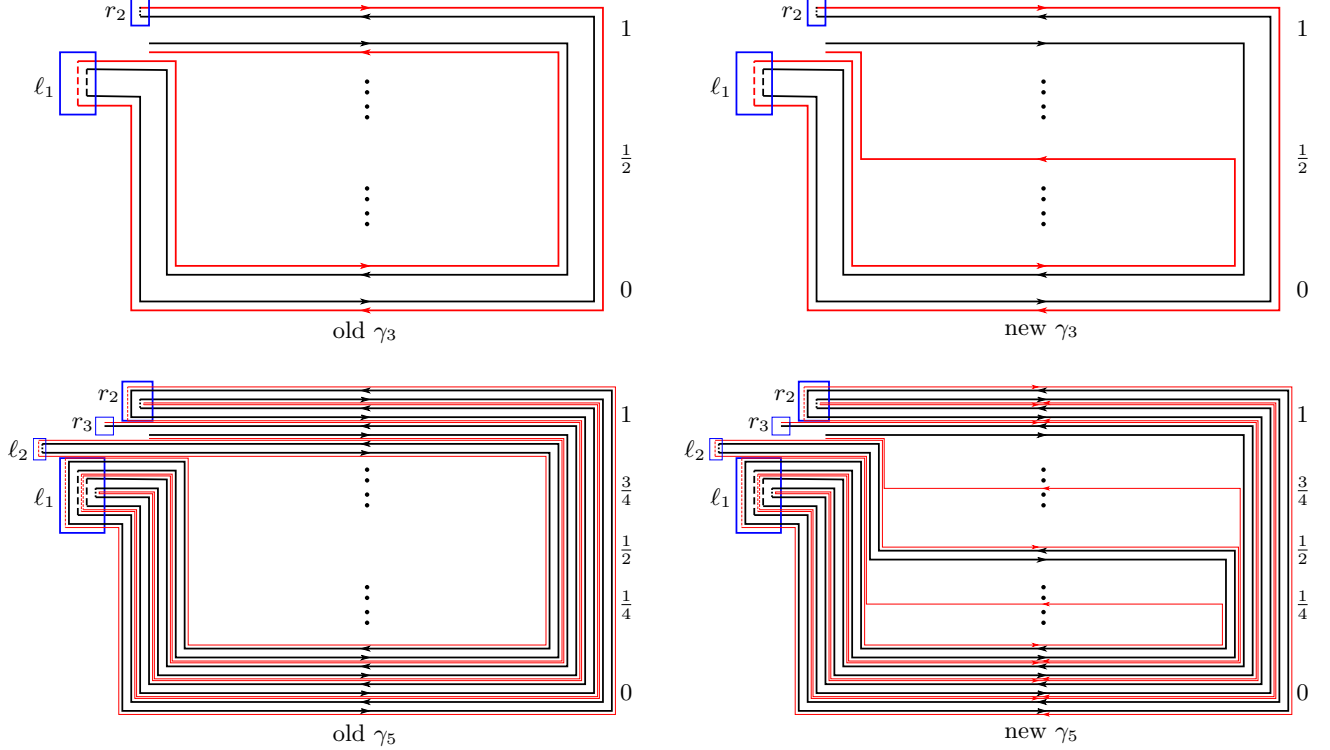 r₂
1
ℓ₁
½
0
old γ₃
r₂
1
ℓ₁
½
0
new γ₃
r₂
r₃
1
ℓ₂
ℓ₁
¾
½
¼
0
old γ₅
r₂
r₃
1
ℓ₂
ℓ₁
¾
½
¼
0
new γ₅